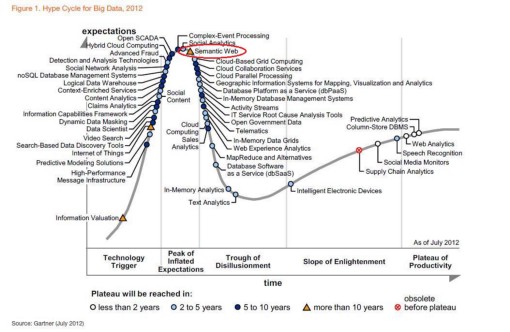 Figure 1. Hype Cycle for Big Data, 2012
expectations
Complex-Event Processing
Open SCADA
Social Analytics
Hybrid Cloud Computing
Semantic Web
Advanced Fraud
Detection and Analysis Technologies
Cloud-Based Grid Computing
Social Network Analysis
Cloud Collaboration Services
noSQL Database Management Systems
Cloud Parallel Processing
Logical Data Warehouse
Geographic Information Systems for Mapping, Visualization and Analytics
Context-Enriched Services
Database Platform as a Service (dbPaaS)
Content Analytics
Social
Content
In-Memory Database Management Systems
Claims Analytics
Activity Streams
Information Capabilities Framework
IT Service Root Cause Analysis Tools
Dynamic Data Masking
Open Government Data
Data Scientist
Cloud
Computing
Telematics
Video Search
Sales
Analytics
In-Memory Data Grids
Search-Based Data Discovery Tools
Web Experience Analytics
Internet of Things
MapReduce and Alternatives
Predictive Modeling Solutions
Database Software
as a Service (dbSaaS)
High-Performance
Message Infrastructure
In-Memory Analytics
Text Analytics
Intelligent Electronic Devices
Information Valuation
Predictive Analytics
Column-Store DBMS
Web Analytics
Speech Recognition
Social Media Monitors
Supply Chain Analytics
As of July 2012
Technology
Trigger
Peak of
Inflated
Expectations
Trough of
Disillusionment
Slope of Enlightenment
Plateau of
Productivity
time
Plateau will be reached in:
less than 2 years
2 to 5 years
5 to 10 years
more than 10 years
obsolete
before plateau
Source: Gartner (July 2012)